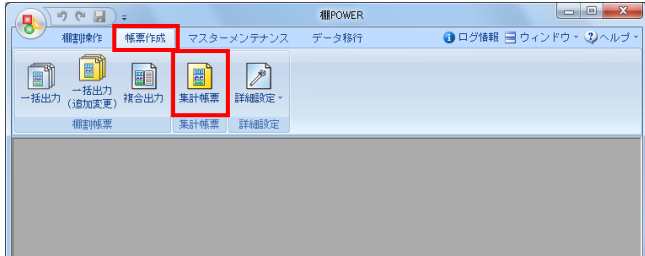 棚POWER
棚割操作 帳票作成 マスターメンテナンス データ移行 ログ情報 ウィンドウ ヘルプ
一括出力 一括出力 複合出力 集計帳票 詳細設定
(追加変更)
棚割帳票 集計帳票 詳細設定